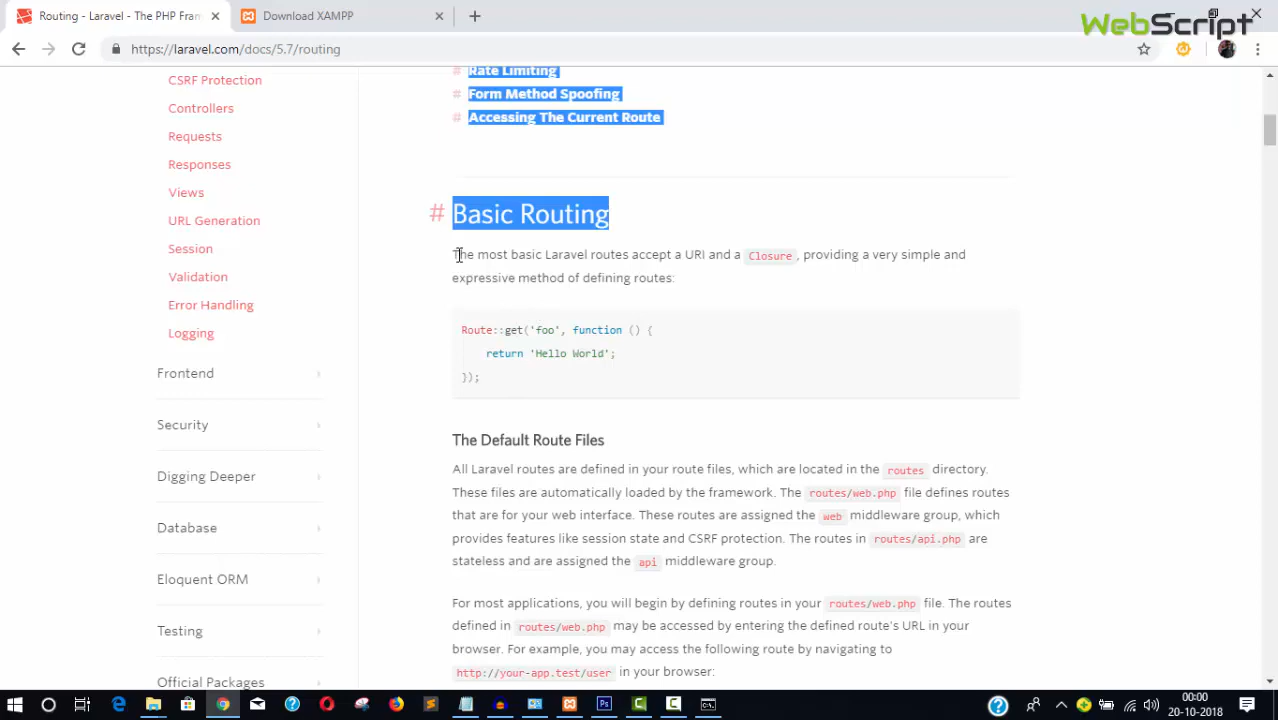 Routing - Laravel - The PHP Fram
Download XAMPP
WebScript
https://laravel.com/docs/5.7/routing
CSRF Protection
Controllers
Requests
Responses
Views
URL Generation
Session
Validation
Error Handling
Logging
Frontend
Security
Digging Deeper
Database
Eloquent ORM
Testing
Official Packages
# Rate Limiting
# Form Method Spoofing
# Accessing The Current Route
# Basic Routing
The most basic Laravel routes accept a URI and a Closure, providing a very simple and
expressive method of defining routes:
Route::get('foo', function () {
return 'Hello World';
});
The Default Route Files
All Laravel routes are defined in your route files, which are located in the routes directory.
These files are automatically loaded by the framework. The routes/web.php file defines routes
that are for your web interface. These routes are assigned the web middleware group, which
provides features like session state and CSRF protection. The routes in routes/api.php are
stateless and are assigned the api middleware group.
For most applications, you will begin by defining routes in your routes/web.php file. The routes
defined in routes/web.php may be accessed by entering the defined route's URL in your
browser. For example, you may access the following route by navigating to
http://your-app.test/user in your browser:
00:00
20-10-2018